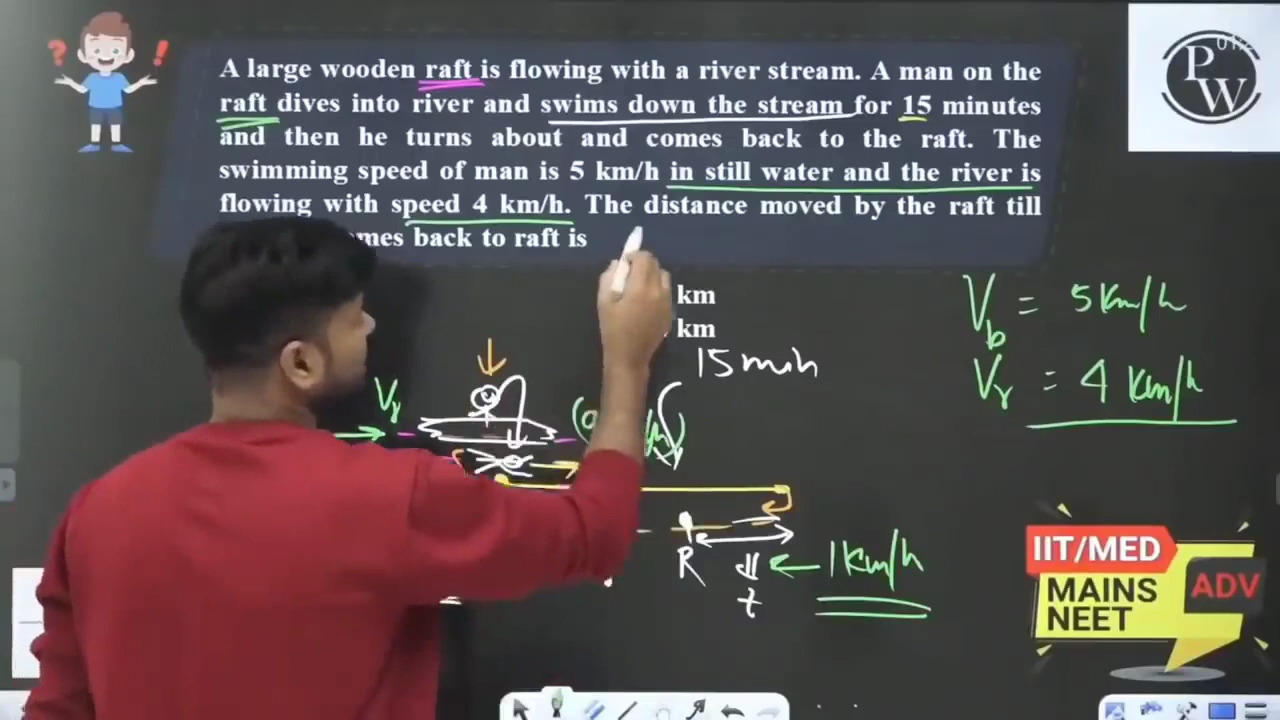 A large wooden raft is flowing with a river stream. A man on the
raft dives into river and swims down the stream for 15 minutes
and then he turns about and comes back to the raft. The
swimming speed of man is 5 km/h in still water and the river is
flowing with speed 4 km/h. The distance moved by the raft till
back to raft is
km
km
PW
15 min
Vb = 5 km/h
Vr = 4 km/h
Vr
R
t
1 km/h
IIT/MED
MAINS
NEET
ADV